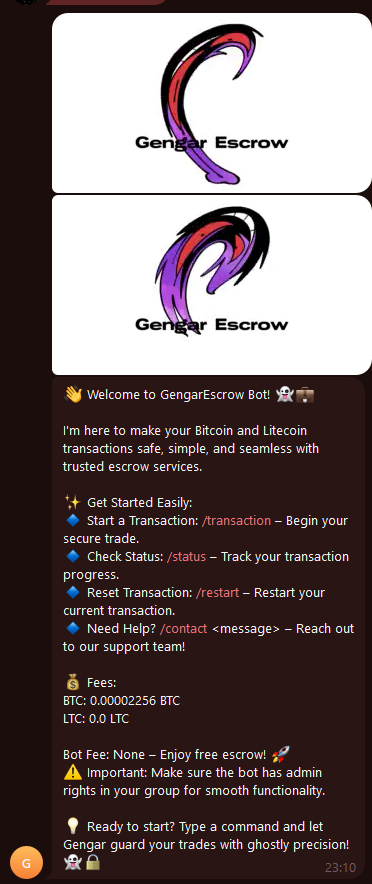 Gengar Escrow
Gengar Escrow
👋 Welcome to GengarEscrow Bot! 👻💼
I'm here to make your Bitcoin and Litecoin
transactions safe, simple, and seamless with
trusted escrow services.
✨ Get Started Easily:
🔹 Start a Transaction: /transaction – Begin your
secure trade.
🔹 Check Status: /status – Track your transaction
progress.
🔹 Reset Transaction: /restart – Restart your
current transaction.
🔹 Need Help? /contact <message> – Reach out
to our support team!
💰 Fees:
BTC: 0.00002256 BTC
LTC: 0.0 LTC
Bot Fee: None – Enjoy free escrow! 🚀
⚠️ Important: Make sure the bot has admin
rights in your group for smooth functionality.
💡 Ready to start? Type a command and let
Gengar guard your trades with ghostly precision!
👻🔒
23:10
G